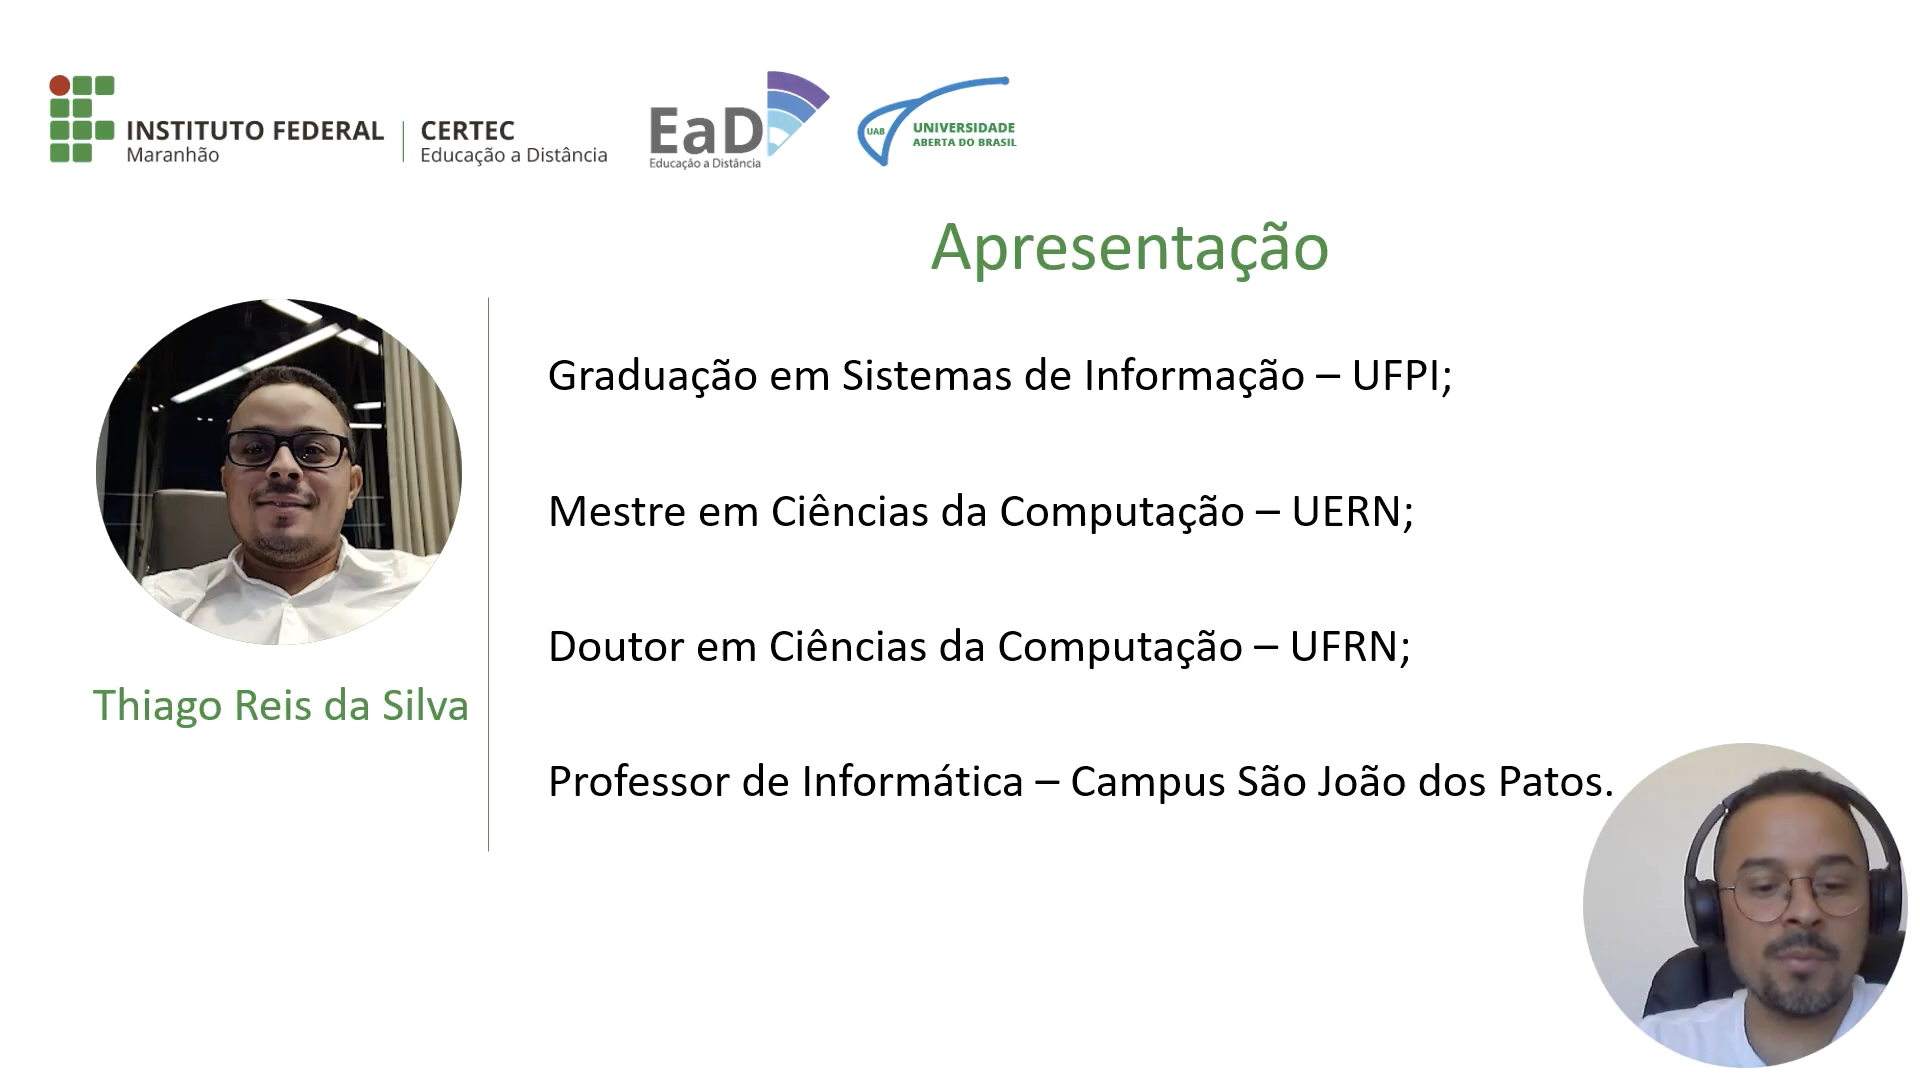 INSTITUTO FEDERAL
Maranhão
CERTEC
Educação a Distância
EaD
Educação a Distância
UAB
UNIVERSIDADE
ABERTA DO BRASIL
Apresentação
Thiago Reis da Silva
Graduação em Sistemas de Informação – UFPI;
Mestre em Ciências da Computação – UERN;
Doutor em Ciências da Computação – UFRN;
Professor de Informática – Campus São João dos Patos.